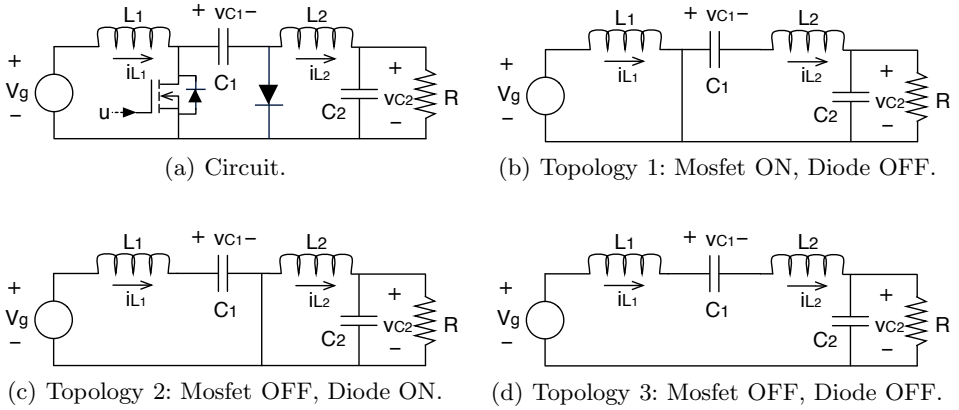 L1 + vC1 − L2
+ Vg − iL1 C1 iL2 + vC2 − R
u C2
(a) Circuit.
L1 + vC1 − L2
+ Vg − iL1 C1 iL2 + vC2 − R
C2
(b) Topology 1: Mosfet ON, Diode OFF.
L1 + vC1 − L2
+ Vg − iL1 C1 iL2 + vC2 − R
C2
(c) Topology 2: Mosfet OFF, Diode ON.
L1 + vC1 − L2
+ Vg − iL1 C1 iL2 + vC2 − R
C2
(d) Topology 3: Mosfet OFF, Diode OFF.